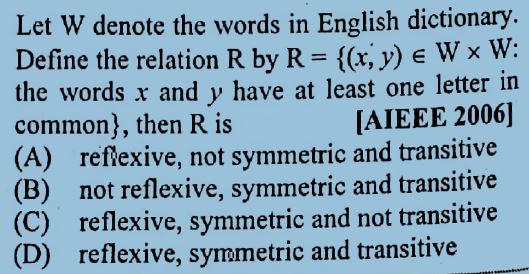 Let W denote the words in English dictionary.
Define the relation R by R = {(x, y) ∈ W × W:
the words x and y have at least one letter in
common}, then R is [AIEEE 2006]
(A) reflexive, not symmetric and transitive
(B) not reflexive, symmetric and transitive
(C) reflexive, symmetric and not transitive
(D) reflexive, symmetric and transitive